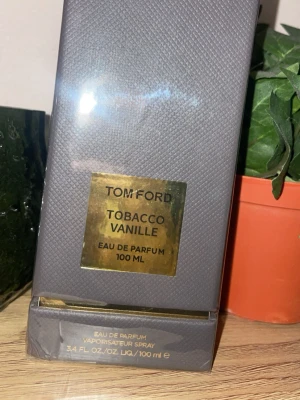 TOM FORD
TOBACCO
VANILLE
EAU DE PARFUM
100 ML
EAU DE PARFUM
VAPORISATEUR SPRAY
3.4 FL. OZ./OZ. LIQ./100 ml ℮